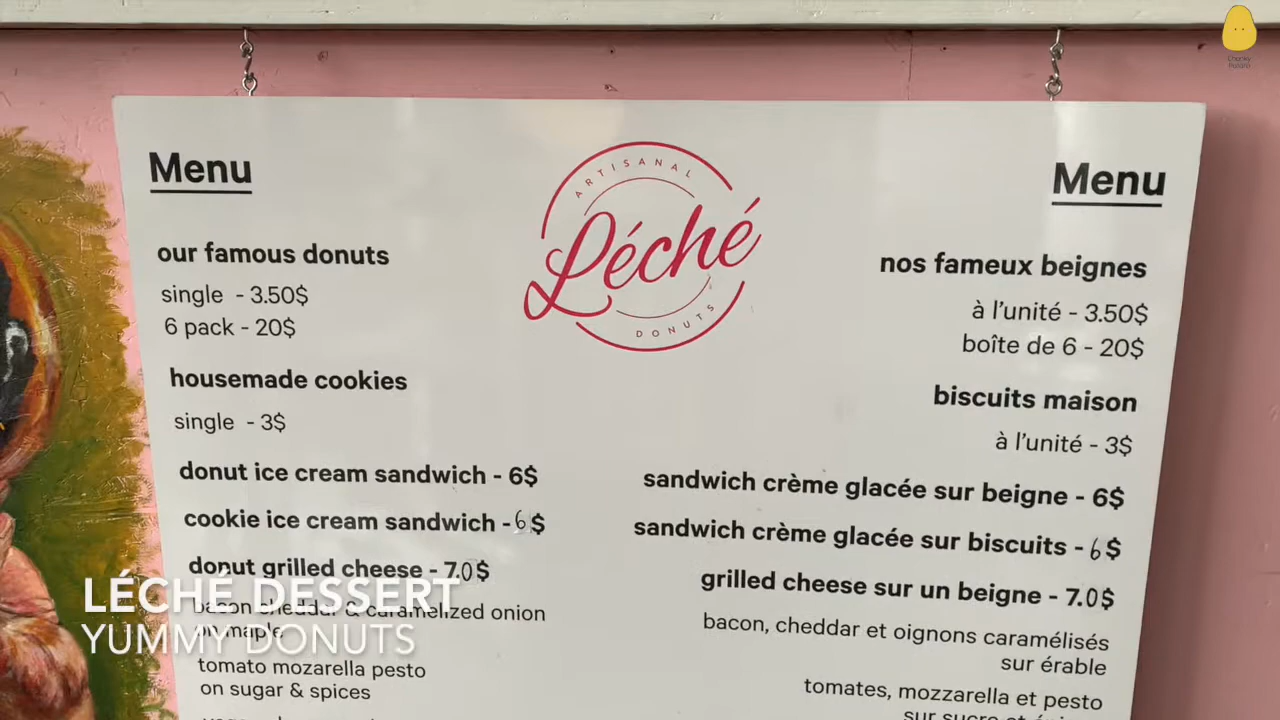 Menu
our famous donuts
single - 3.50$
6 pack - 20$
housemade cookies
single - 3$
donut ice cream sandwich - 6$
cookie ice cream sandwich - 6$
donut grilled cheese - 7.0$
bacon cheddar & caramelized onion
on maple
tomato mozarella pesto
on sugar & spices
ARTISANAL
Léché
DONUTS
Menu
nos fameux beignes
à l'unité - 3.50$
boîte de 6 - 20$
biscuits maison
à l'unité - 3$
sandwich crème glacée sur beigne - 6$
sandwich crème glacée sur biscuits - 6$
grilled cheese sur un beigne - 7.0$
bacon, cheddar et oignons caramélisés
sur érable
tomates, mozzarella et pesto
sur sucre et
LÉCHÉ DESSERT
YUMMY DONUTS
Chunky
Potato